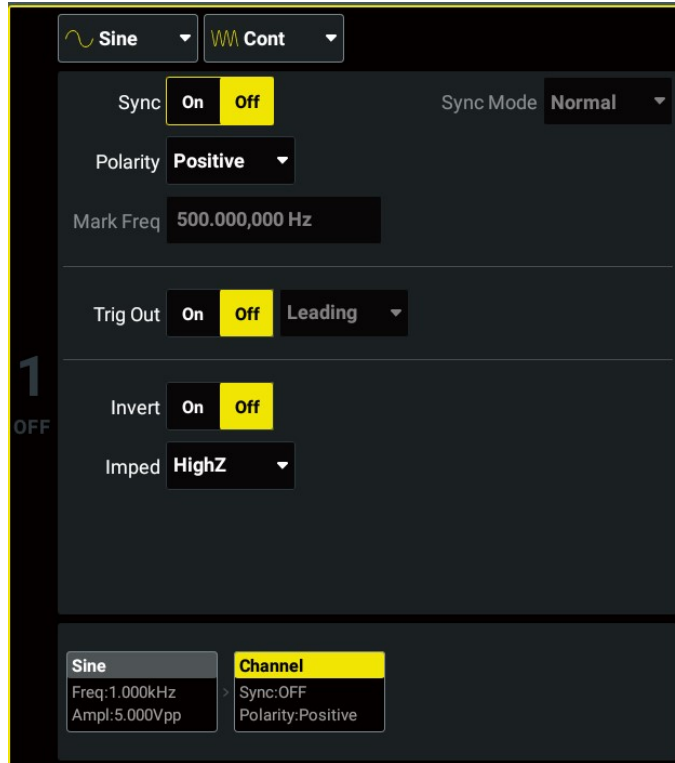 Sine Cont
Sync On Off Sync Mode Normal
Polarity Positive
Mark Freq 500.000,000 Hz
Trig Out On Off Leading
1
OFF
Invert On Off
Imped HighZ
Sine
Freq:1.000kHz
Ampl:5.000Vpp
>
Channel
Sync:OFF
Polarity:Positive